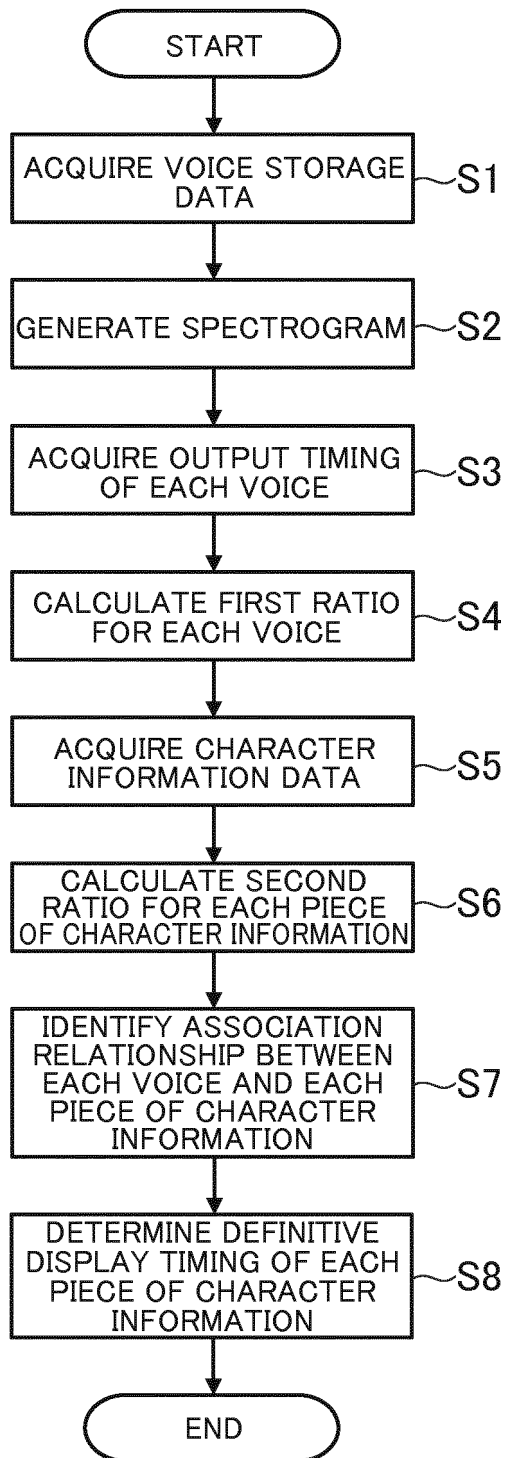 START
ACQUIRE VOICE STORAGE
DATA
S1
GENERATE SPECTROGRAM
S2
ACQUIRE OUTPUT TIMING
OF EACH VOICE
S3
CALCULATE FIRST RATIO
FOR EACH VOICE
S4
ACQUIRE CHARACTER
INFORMATION DATA
S5
CALCULATE SECOND
RATIO FOR EACH PIECE
OF CHARACTER INFORMATION
S6
IDENTIFY ASSOCIATION
RELATIONSHIP BETWEEN
EACH VOICE AND EACH
PIECE OF CHARACTER
INFORMATION
S7
DETERMINE DEFINITIVE
DISPLAY TIMING OF EACH
PIECE OF CHARACTER
INFORMATION
S8
END